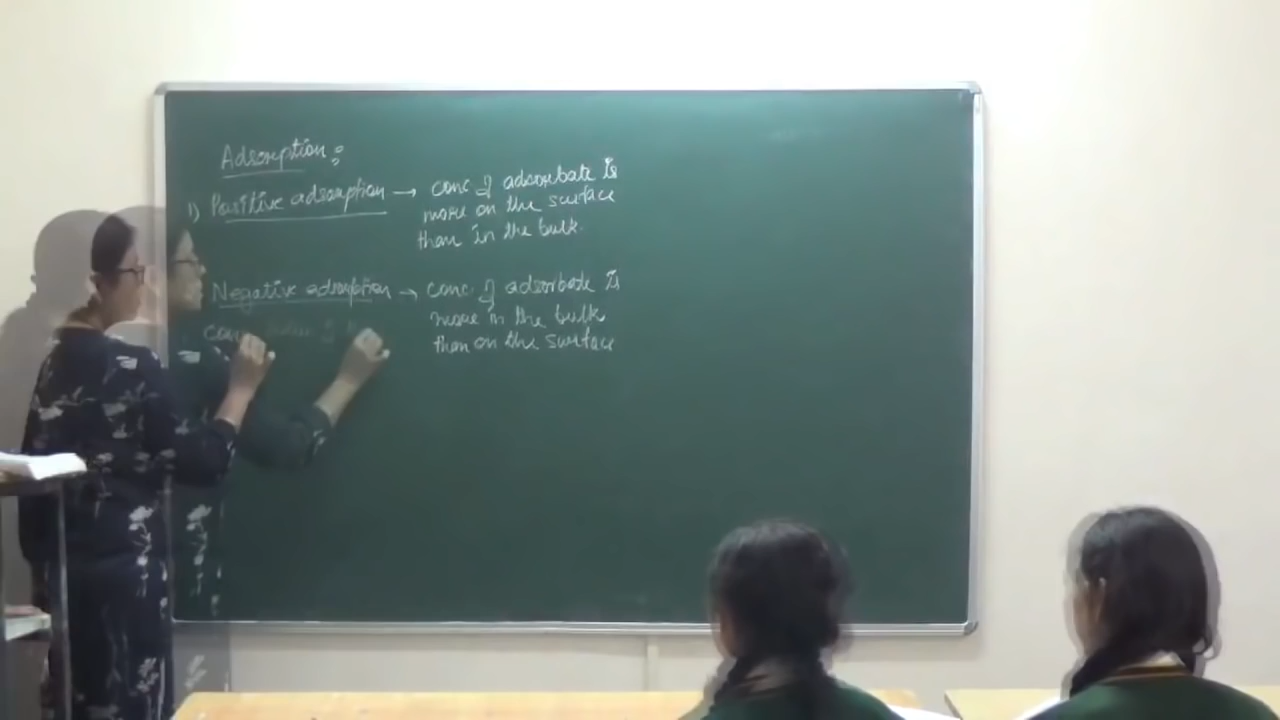 Adsorption:
1) Positive adsorption → conc of adsorbate is
more on the surface
than in the bulk.
Negative adsorption → conc. of adsorbate is
more in the bulk
than on the surface